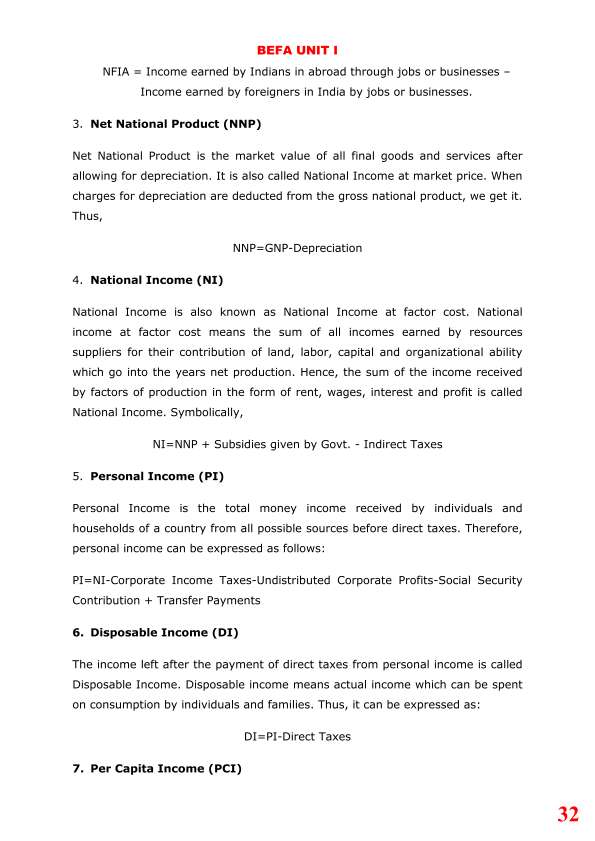 BEFA UNIT I
NFIA = Income earned by Indians in abroad through jobs or businesses –
Income earned by foreigners in India by jobs or businesses.
3. Net National Product (NNP)
Net National Product is the market value of all final goods and services after
allowing for depreciation. It is also called National Income at market price. When
charges for depreciation are deducted from the gross national product, we get it.
Thus,
NNP=GNP-Depreciation
4. National Income (NI)
National Income is also known as National Income at factor cost. National
income at factor cost means the sum of all incomes earned by resources
suppliers for their contribution of land, labor, capital and organizational ability
which go into the years net production. Hence, the sum of the income received
by factors of production in the form of rent, wages, interest and profit is called
National Income. Symbolically,
NI=NNP + Subsidies given by Govt. - Indirect Taxes
5. Personal Income (PI)
Personal Income is the total money income received by individuals and
households of a country from all possible sources before direct taxes. Therefore,
personal income can be expressed as follows:
PI=NI-Corporate Income Taxes-Undistributed Corporate Profits-Social Security
Contribution + Transfer Payments
6. Disposable Income (DI)
The income left after the payment of direct taxes from personal income is called
Disposable Income. Disposable income means actual income which can be spent
on consumption by individuals and families. Thus, it can be expressed as:
DI=PI-Direct Taxes
7. Per Capita Income (PCI)
32